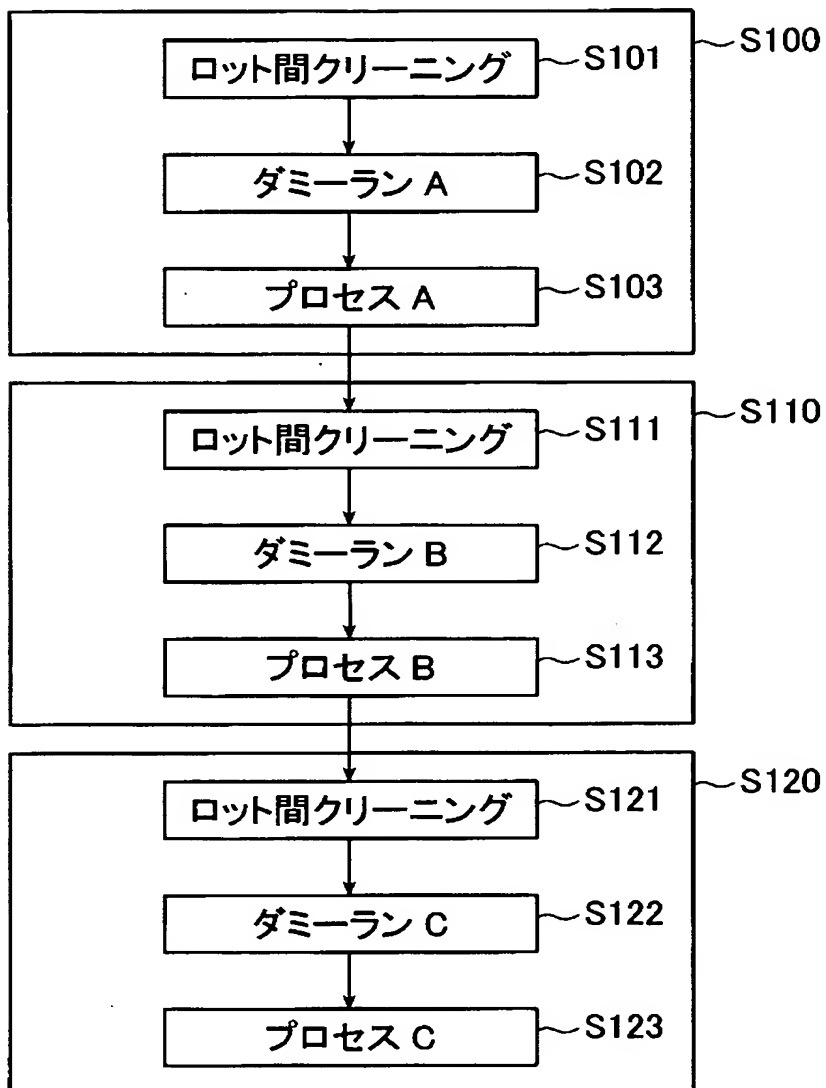 S100
ロット間クリーニング S101
ダミーラン A S102
プロセス A S103
S110
ロット間クリーニング S111
ダミーラン B S112
プロセス B S113
S120
ロット間クリーニング S121
ダミーラン C S122
プロセス C S123